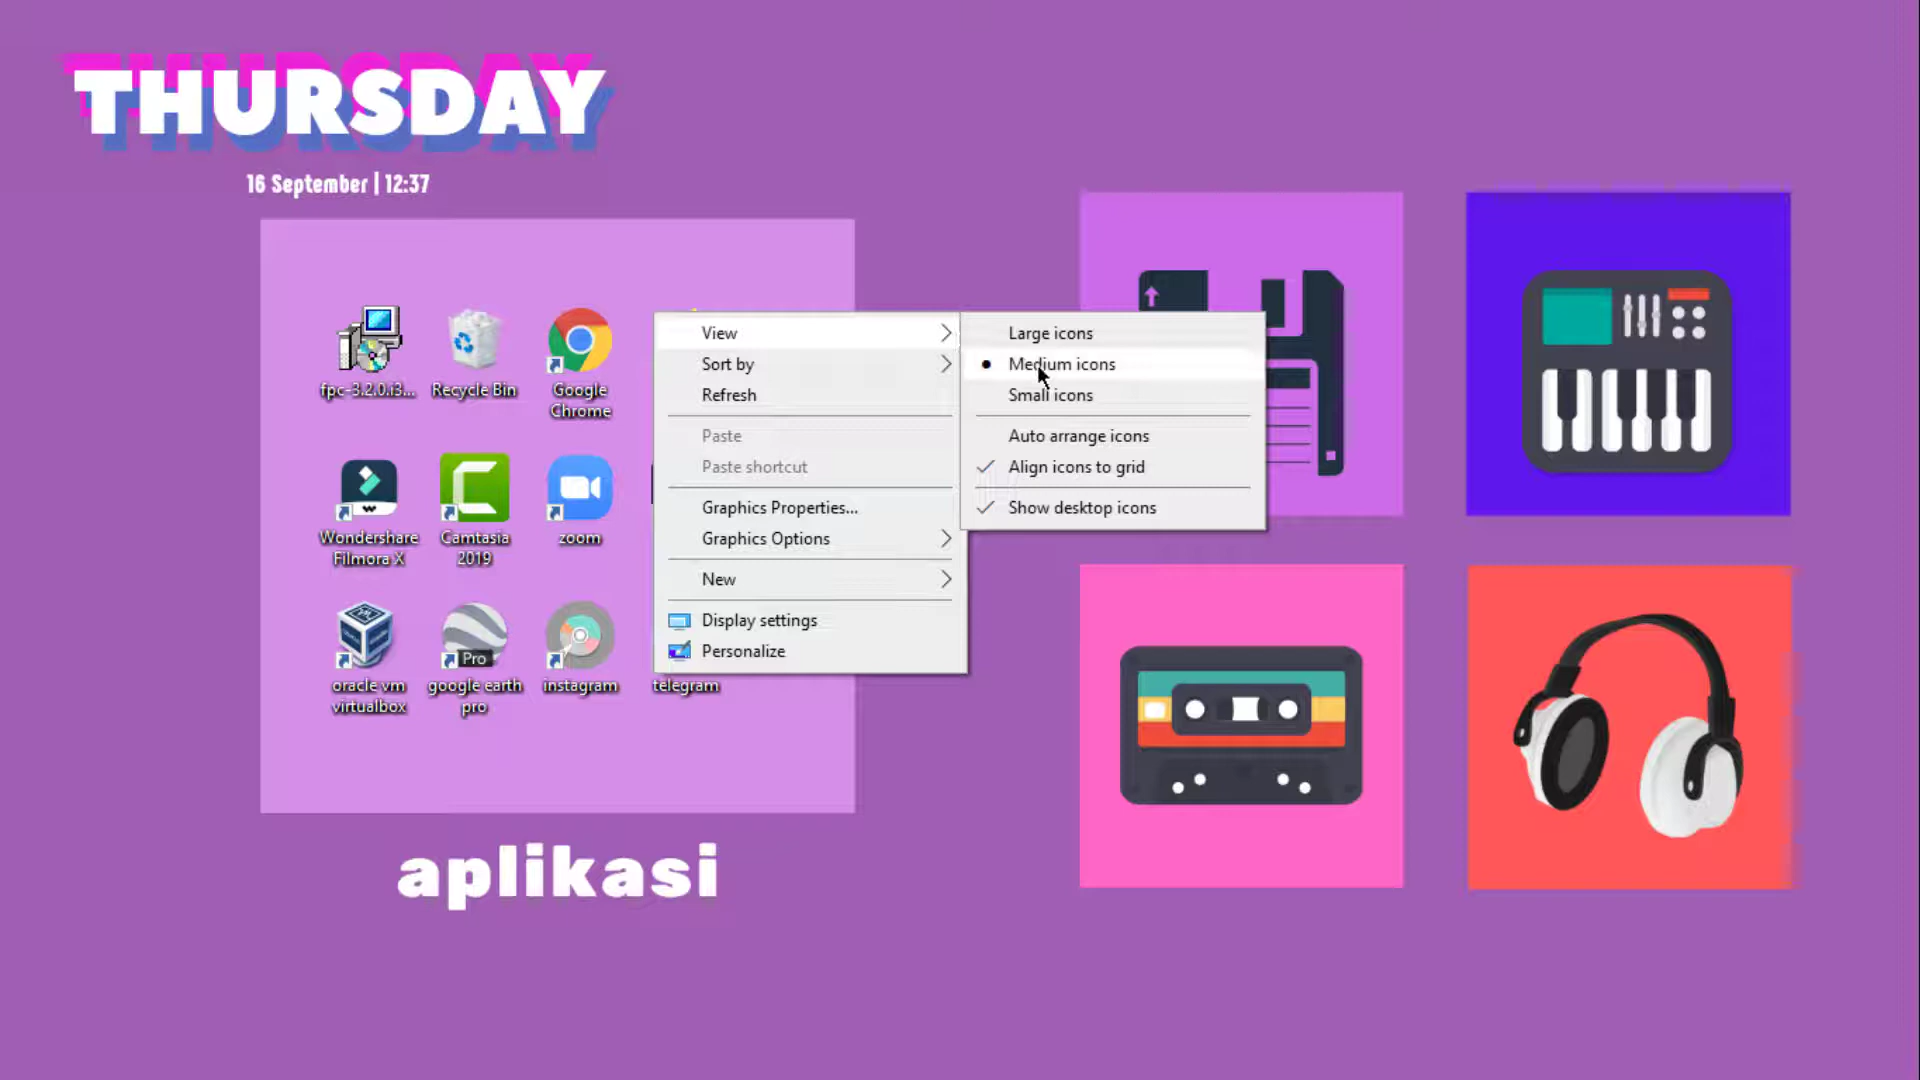 THURSDAY
16 September | 12:37
fpc-3.2.0.i3...
Recycle Bin
Google
Chrome
Wondershare
Filmora X
Camtasia
2019
zoom
oracle vm
virtualbox
Pro
google earth
pro
instagram
telegram
View
Sort by
Refresh
Paste
Paste shortcut
Graphics Properties...
Graphics Options
New
Display settings
Personalize
Large icons
Medium icons
Small icons
Auto arrange icons
Align icons to grid
Show desktop icons
aplikasi